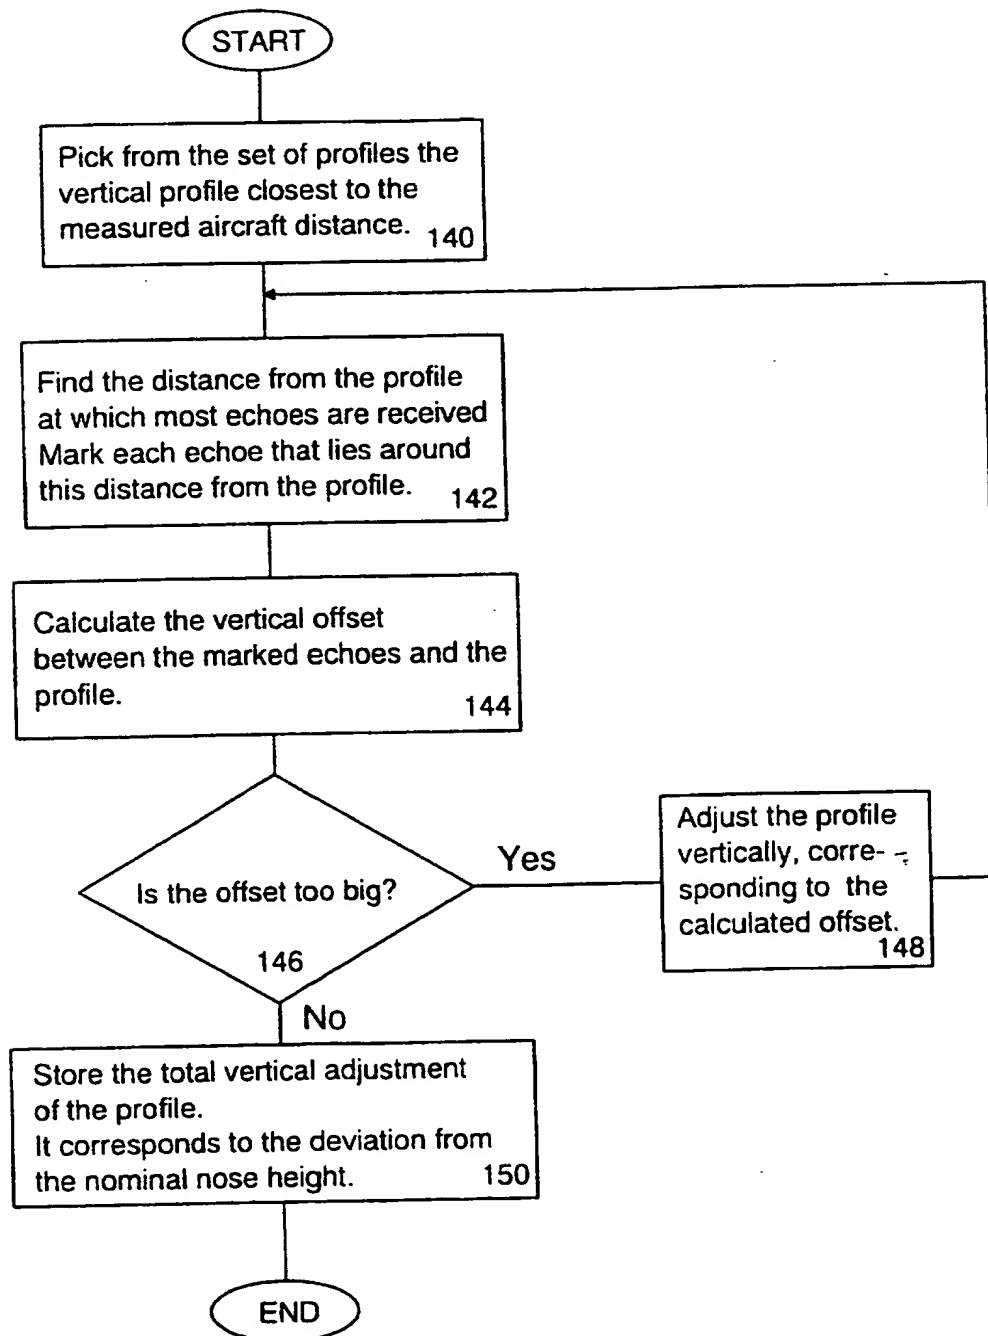 START
Pick from the set of profiles the
vertical profile closest to the
measured aircraft distance.
140
Find the distance from the profile
at which most echoes are received
Mark each echoe that lies around
this distance from the profile.
142
Calculate the vertical offset
between the marked echoes and the
profile.
144
Is the offset too big?
146
Yes
Adjust the profile
vertically, corre-
sponding to the
calculated offset.
148
No
Store the total vertical adjustment
of the profile.
It corresponds to the deviation from
the nominal nose height.
150
END